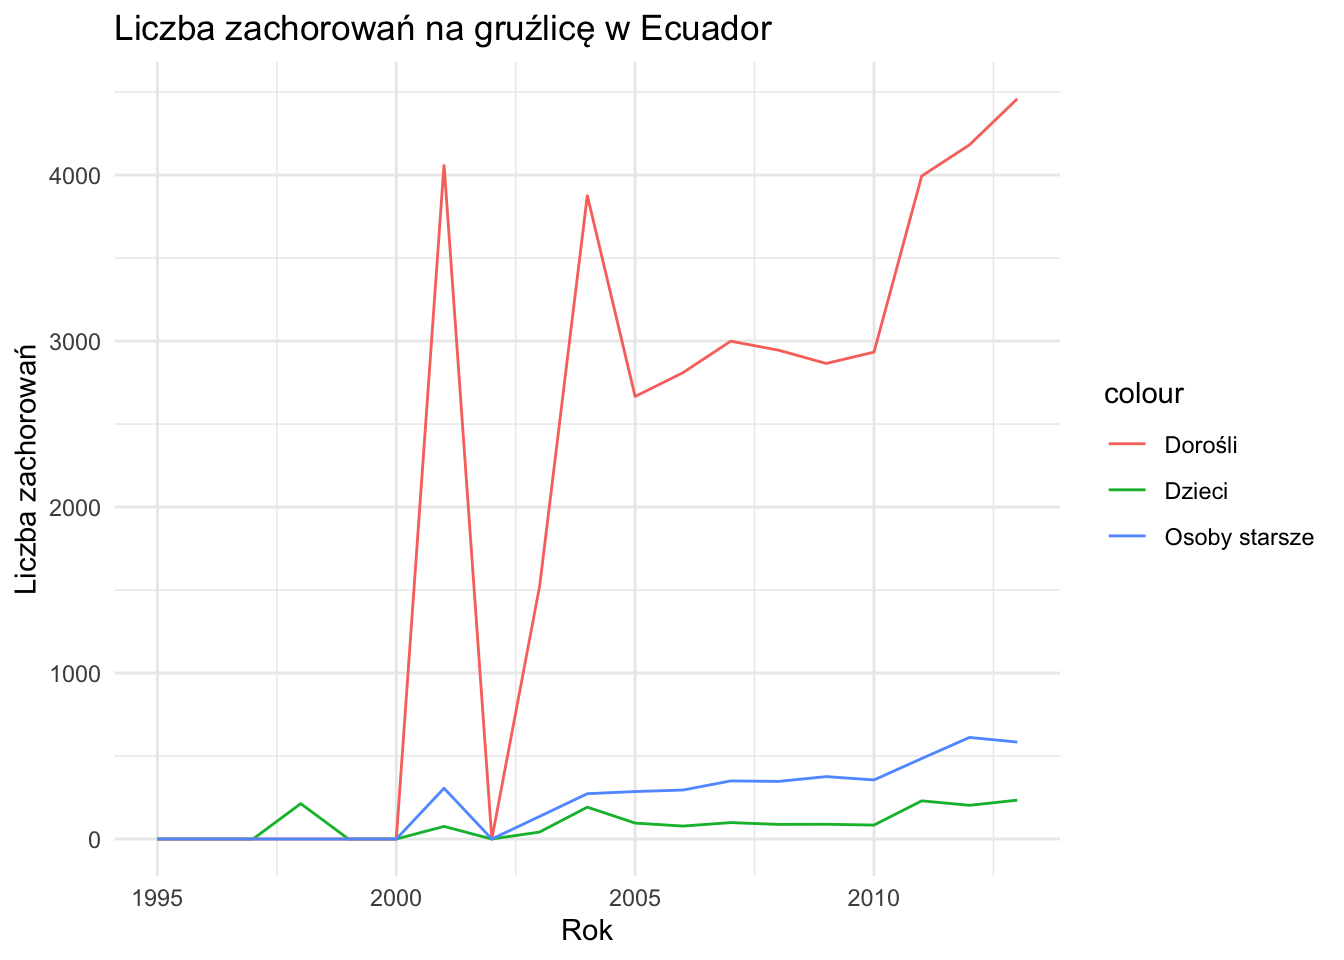 Liczba zachorowań na gruźlicę w Ecuador
Liczba zachorowań
4000
3000
2000
1000
0
1995
2000
2005
2010
Rok
colour
Dorośli
Dzieci
Osoby starsze